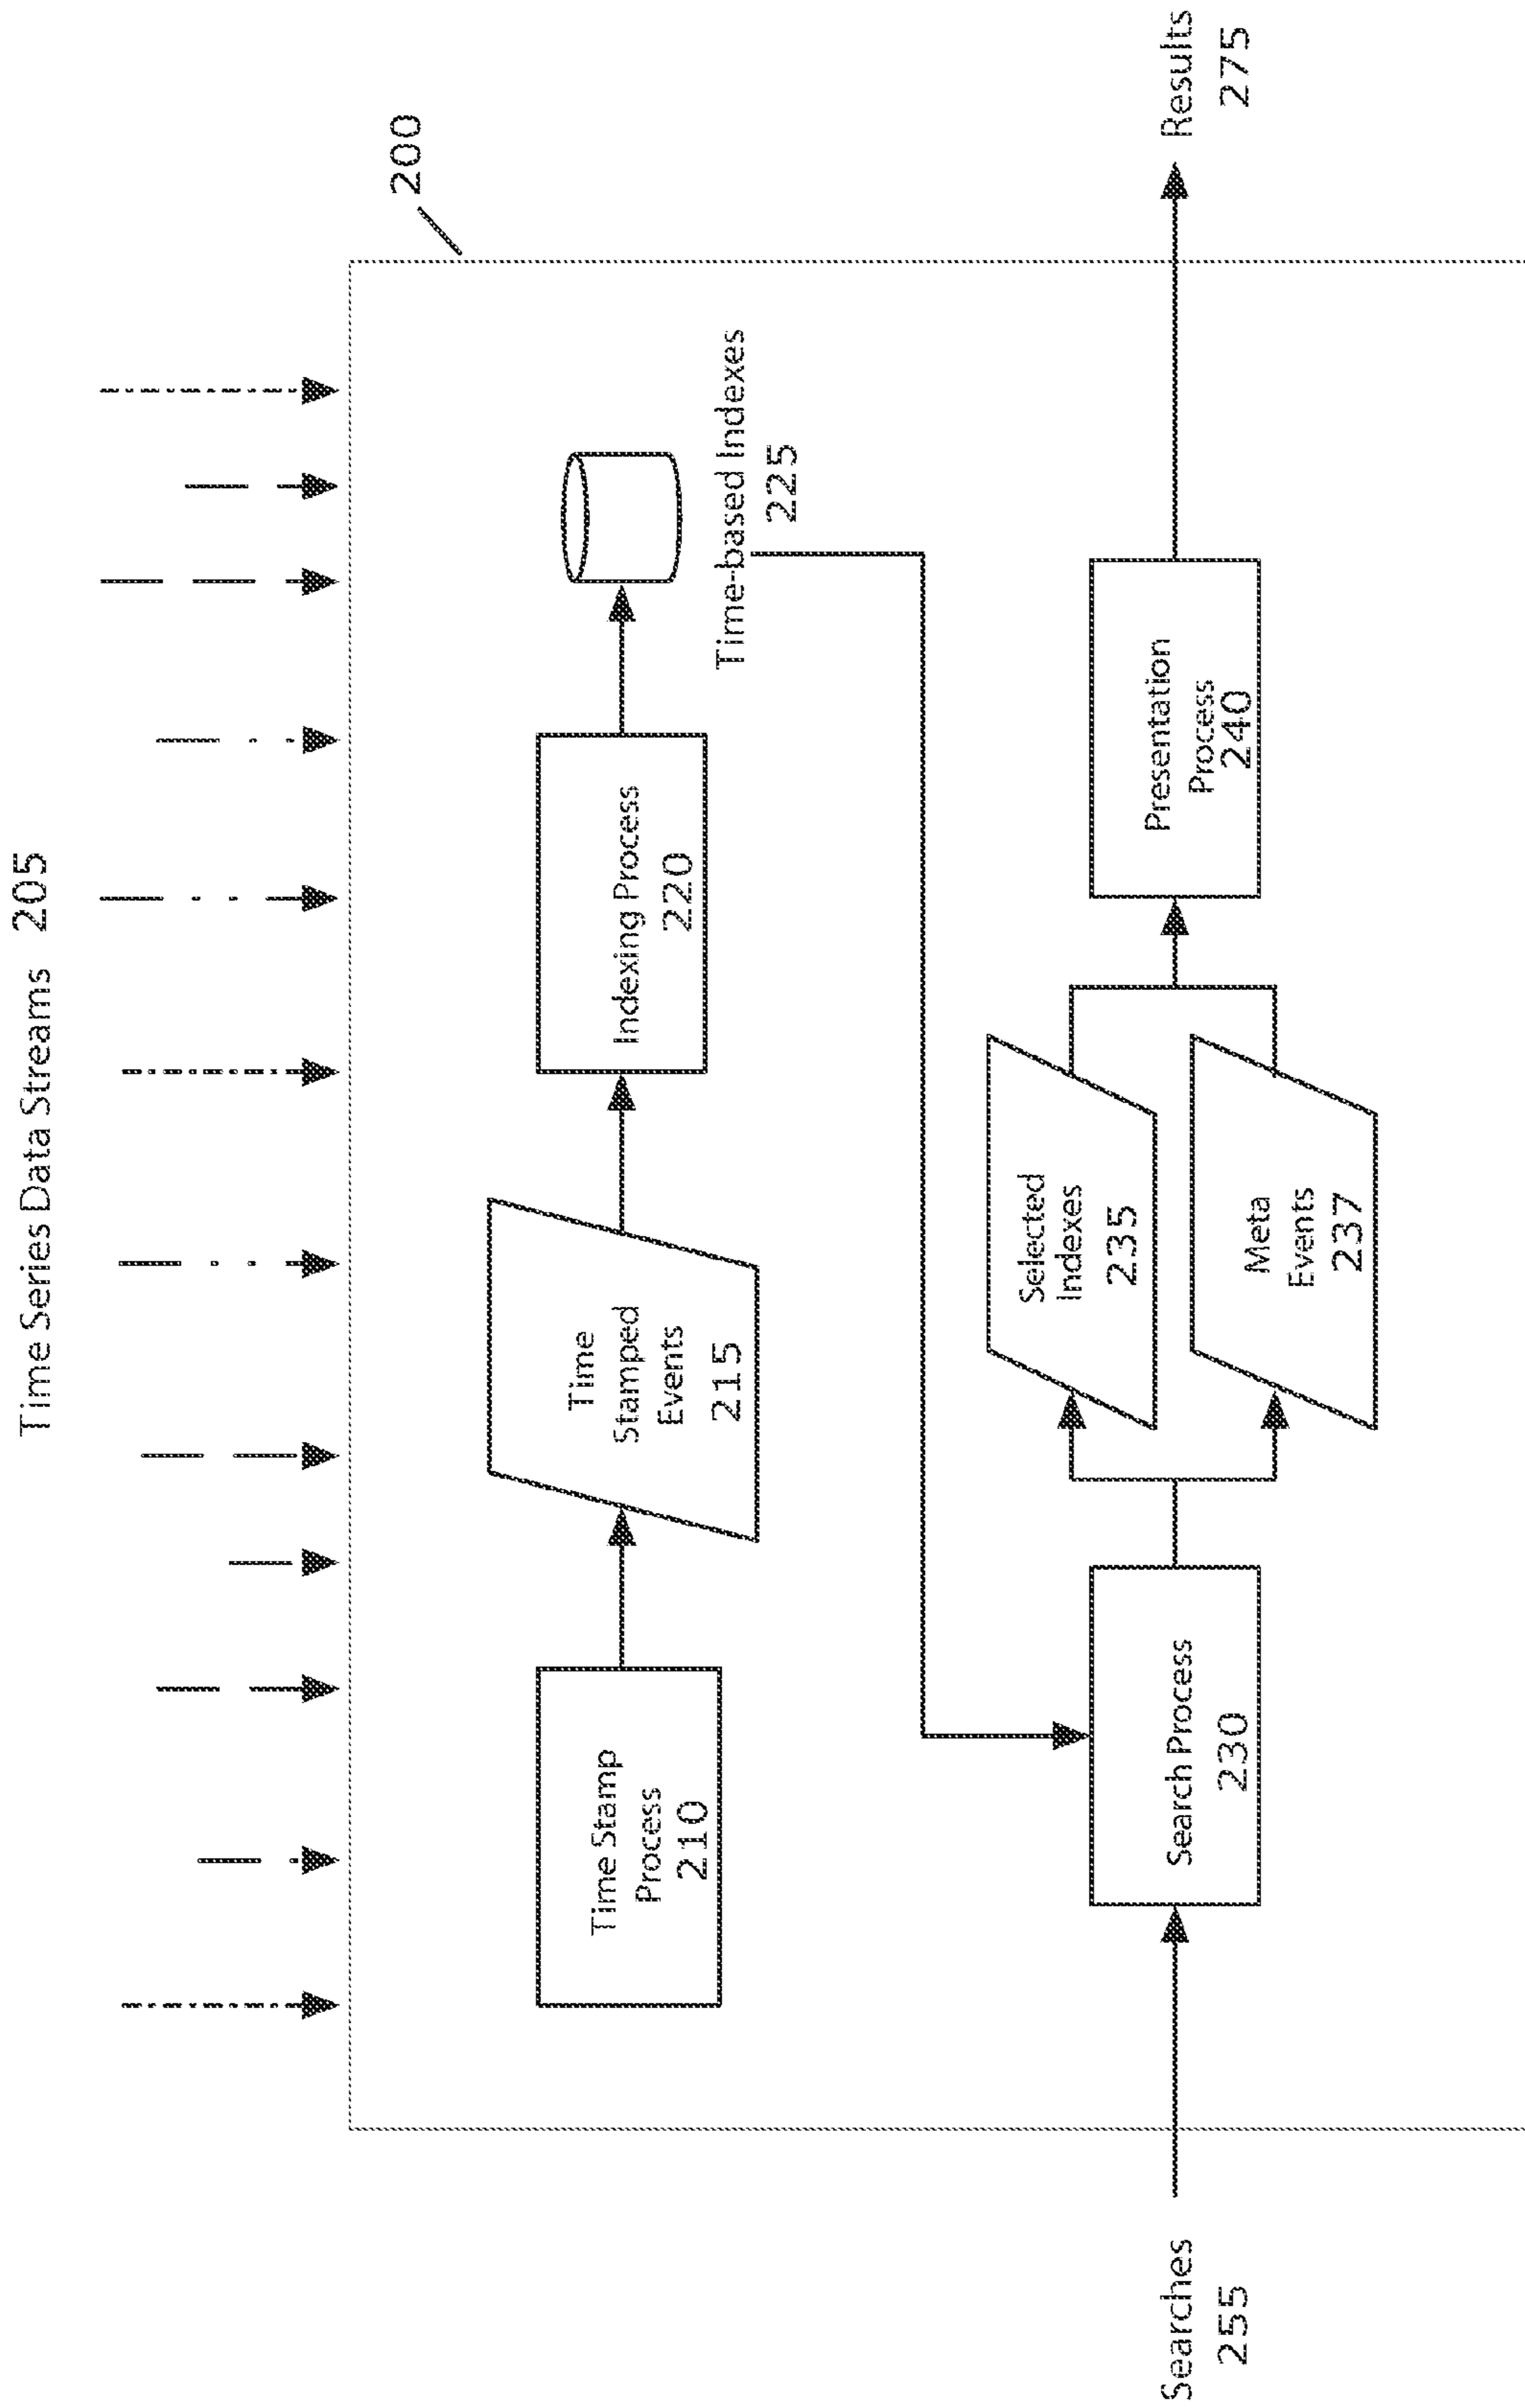 Time Series Data Streams 205
200
Time Stamp
Process
210
Time
Stamped
Events
215
Indexing Process
220
Time-based Indexes
225
Searches
255
Search Process
230
Selected
Indexes
235
Meta
Events
237
Presentation
Process
240
Results
275